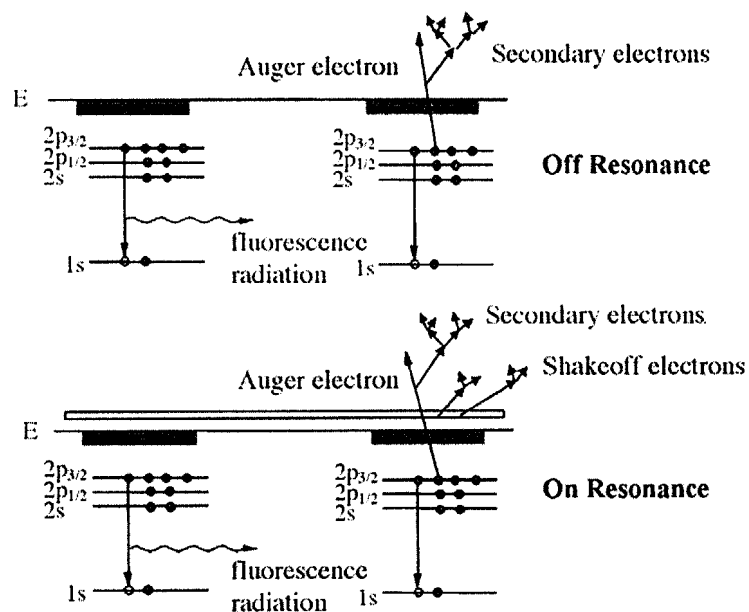 Secondary electrons
Auger electron
E
2p3/2 2p3/2
2p1/2 2p1/2 Off Resonance
2s 2s
fluorescence
radiation
1s 1s
Secondary electrons
Shakeoff electrons
Auger electron
E
2p3/2 2p3/2
2p1/2 2p1/2 On Resonance
2s 2s
fluorescence
radiation
1s 1s